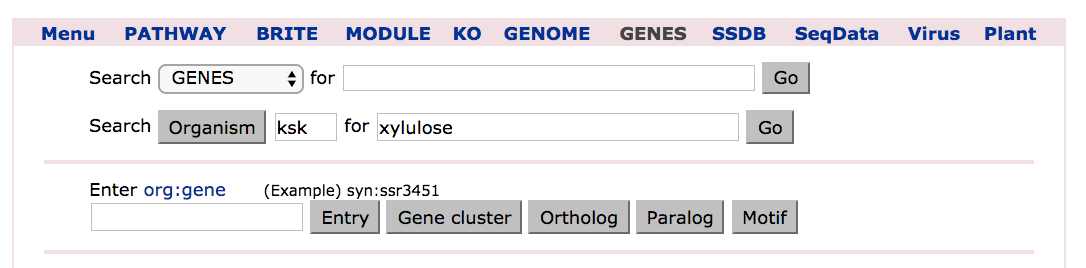 Menu PATHWAY BRITE MODULE KO GENOME GENES SSDB SeqData Virus Plant
Search GENES for Go
Search Organism ksk for xylulose Go
Enter org:gene (Example) syn:ssr3451
Entry Gene cluster Ortholog Paralog Motif